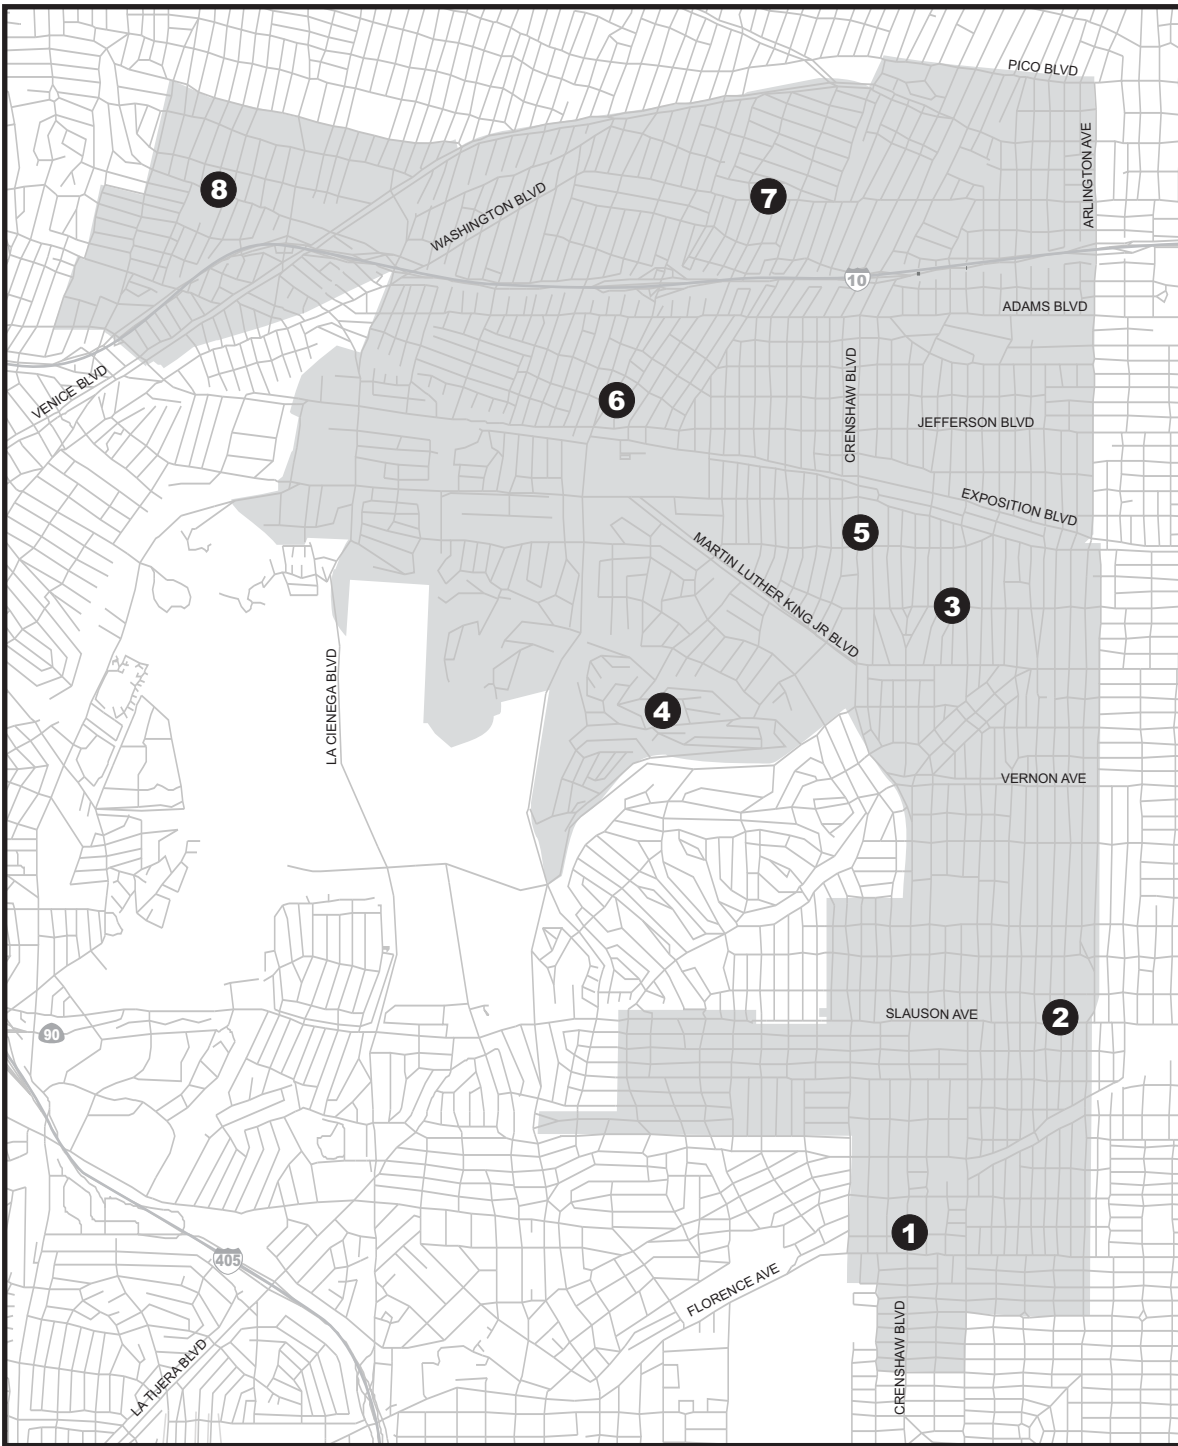 PICO BLVD
ARLINGTON AVE
8
7
WASHINGTON BLVD
10
ADAMS BLVD
VENICE BLVD
CRENSHAW BLVD
6
JEFFERSON BLVD
EXPOSITION BLVD
5
MARTIN LUTHER KING JR BLVD
3
LA CIENEGA BLVD
4
VERNON AVE
SLAUSON AVE
2
90
1
405
FLORENCE AVE
CRENSHAW BLVD
LA TIJERA BLVD